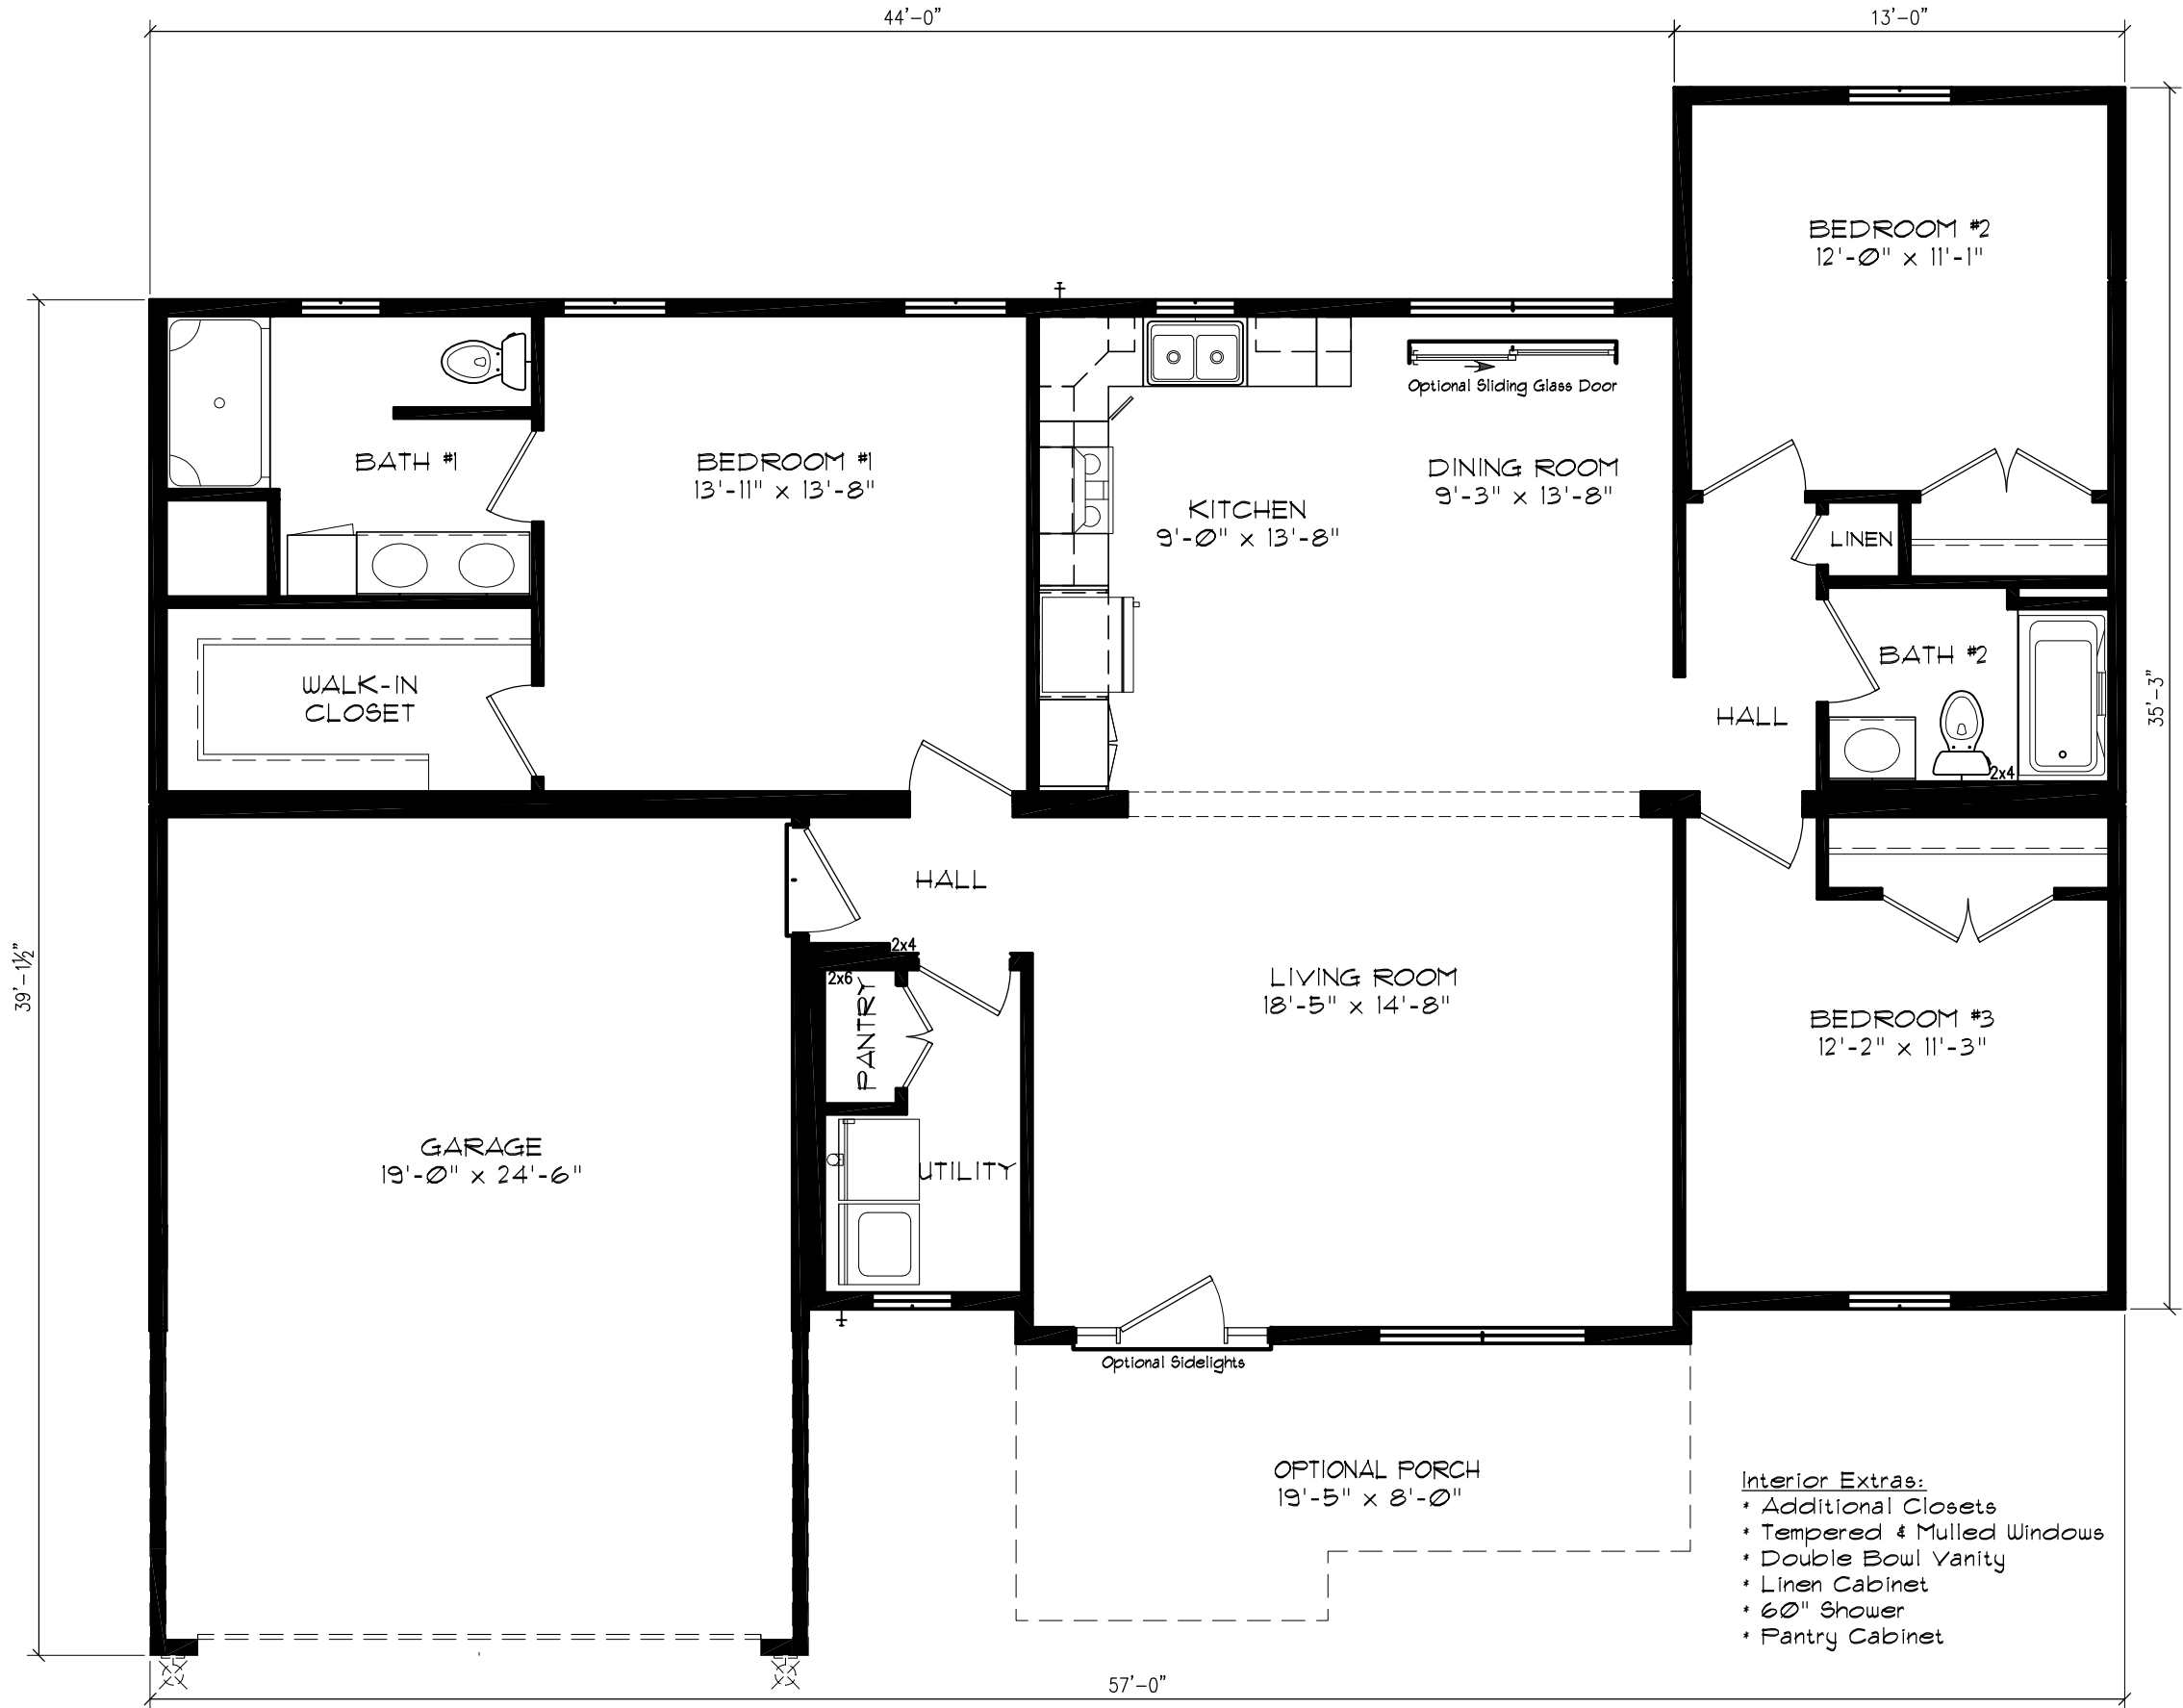 44'-0"
13'-0"
BEDROOM #2
12'-0" x 11'-1"
Optional Sliding Glass Door
BATH #1
BEDROOM #1
13'-11" x 13'-8"
DINING ROOM
9'-3" x 13'-8"
KITCHEN
9'-0" x 13'-8"
LINEN
BATH #2
WALK-IN
CLOSET
HALL
35'-3"
2x4
HALL
2x4
2x6
PANTRY
39'-1½"
LIVING ROOM
18'-5" x 14'-8"
BEDROOM #3
12'-2" x 11'-3"
GARAGE
19'-0" x 24'-6"
UTILITY
Optional Sidelights
OPTIONAL PORCH
19'-5" x 8'-0"
Interior Extras:
* Additional Closets
* Tempered & Mulled Windows
* Double Bowl Vanity
* Linen Cabinet
* 60" Shower
* Pantry Cabinet
57'-0"